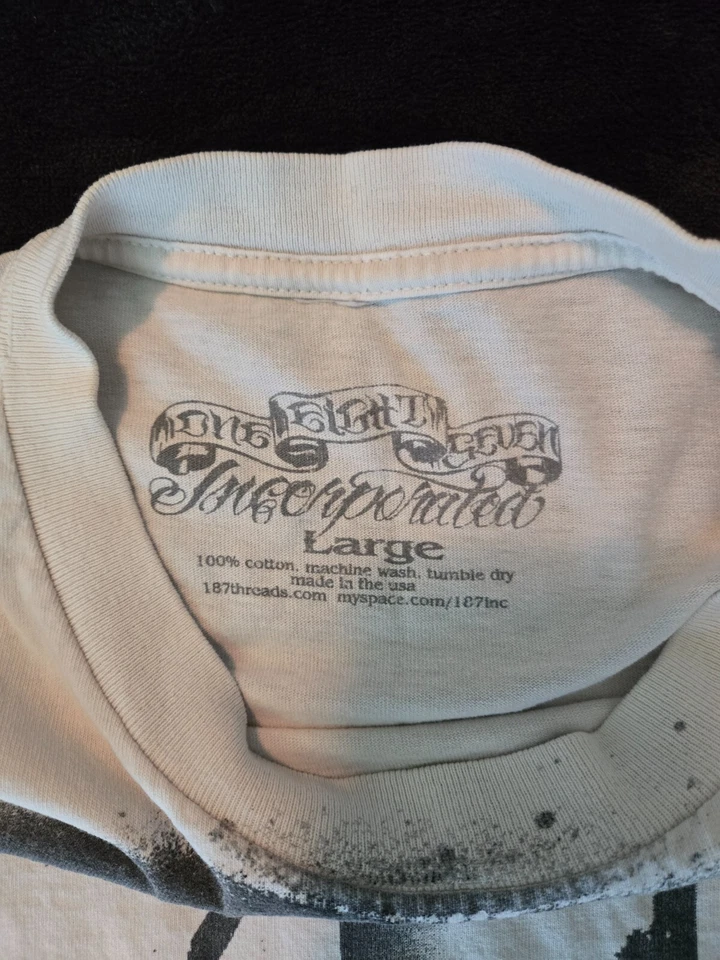 ONE EIGHT SEVEN
Incorporated
Large
100% cotton. machine wash. tumble dry
made in the usa
187threads.com myspace.com/187inc